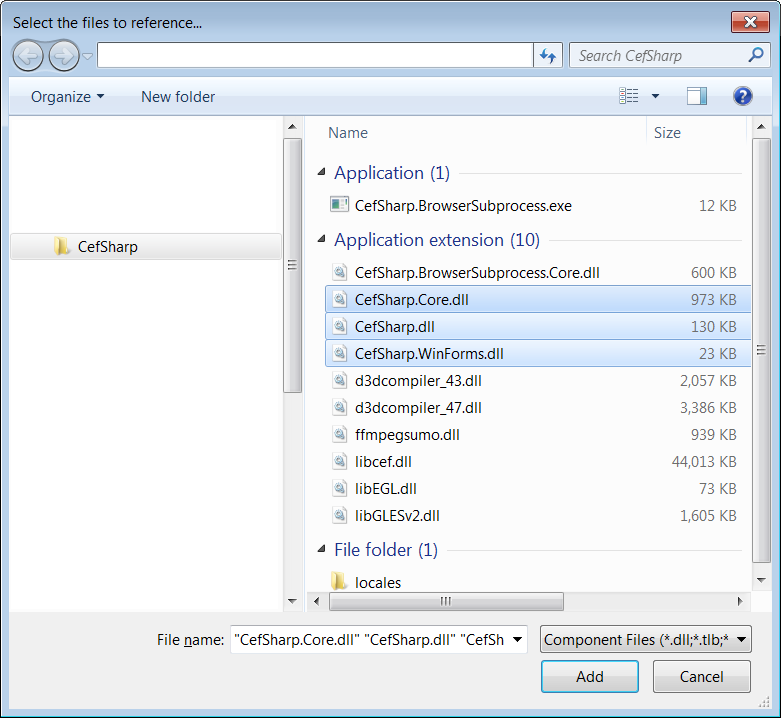 Select the files to reference...
Search CefSharp
Organize New folder ?
Name Size
Application (1)
CefSharp.BrowserSubprocess.exe 12 KB
Application extension (10)
CefSharp CefSharp.BrowserSubprocess.Core.dll 600 KB
CefSharp.Core.dll 973 KB
CefSharp.dll 130 KB
CefSharp.WinForms.dll 23 KB
d3dcompiler_43.dll 2,057 KB
d3dcompiler_47.dll 3,386 KB
ffmpegsumo.dll 939 KB
libcef.dll 44,013 KB
libEGL.dll 73 KB
libGLESv2.dll 1,605 KB
File folder (1)
locales
File name: "CefSharp.Core.dll" "CefSharp.dll" "CefSh Component Files (*.dll;*.tlb;*
Add Cancel